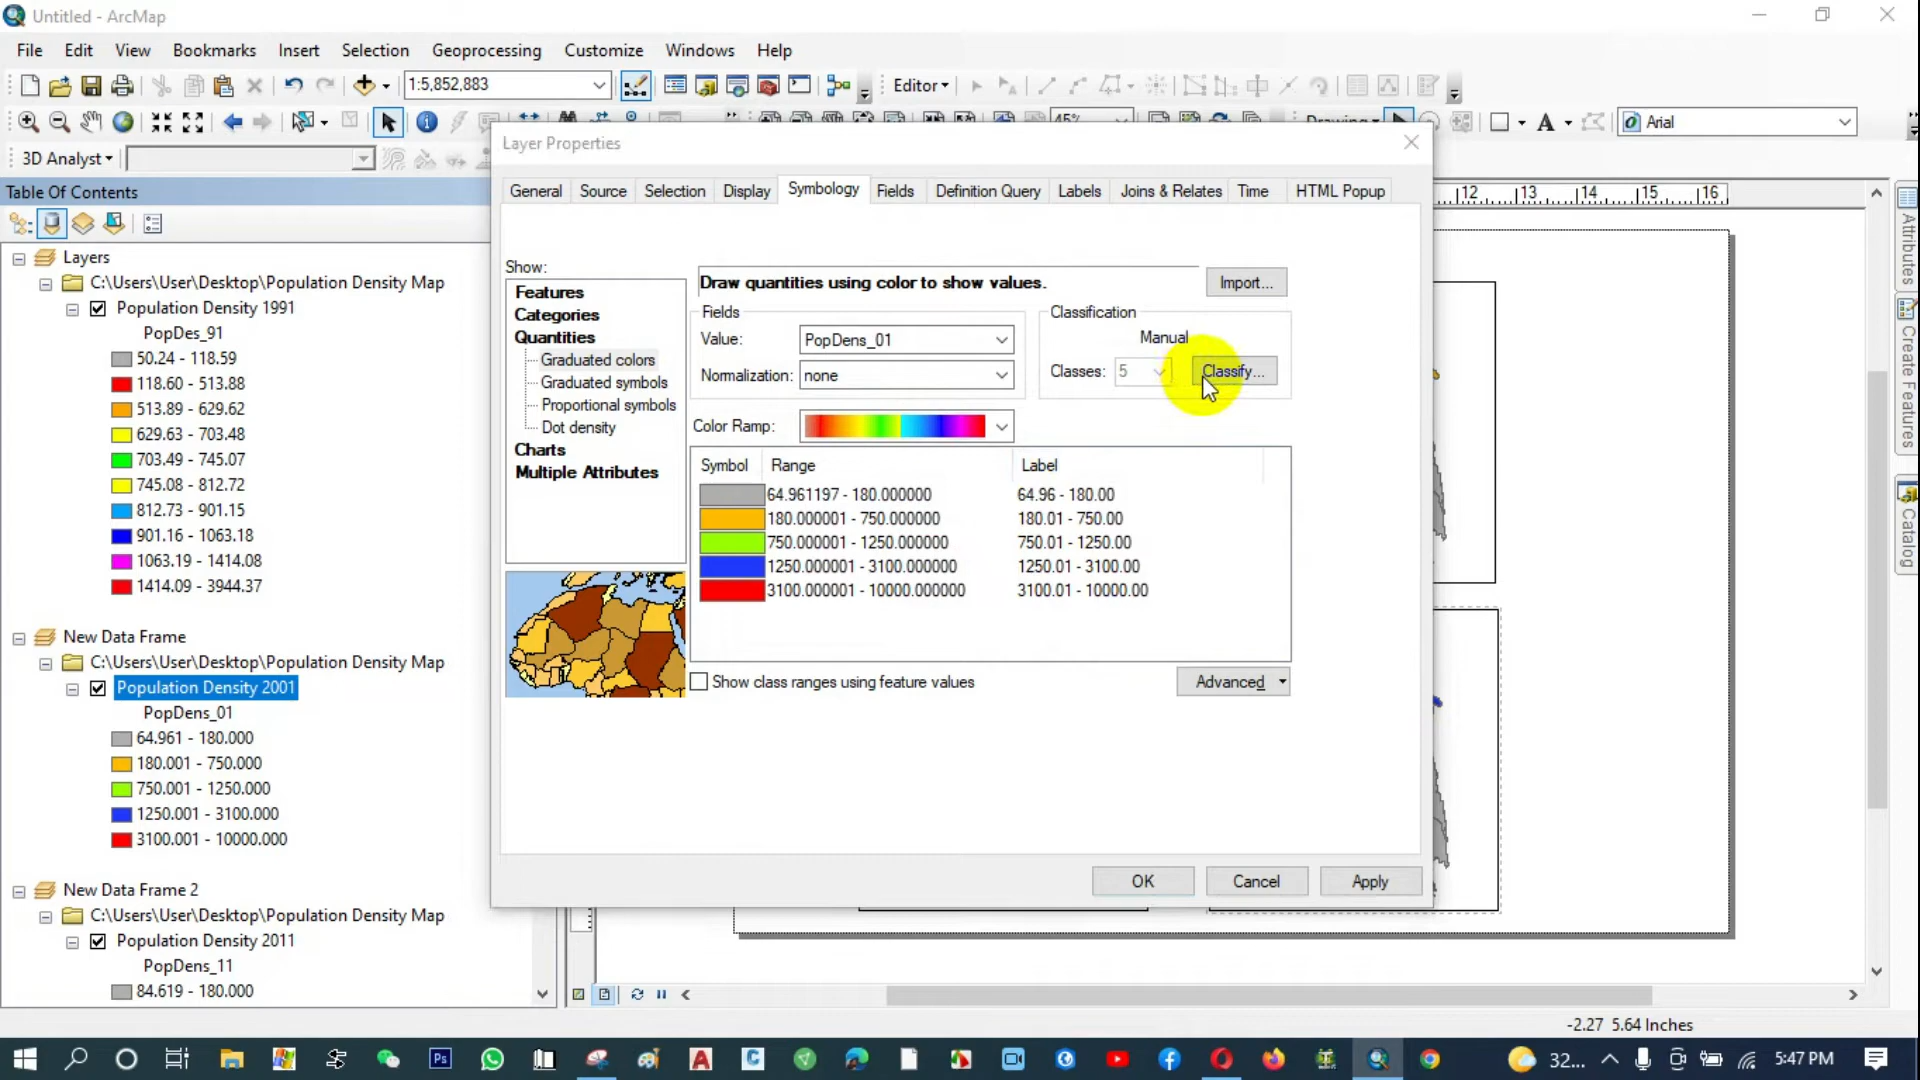 Untitled - ArcMap
File Edit View Bookmarks Insert Selection Geoprocessing Customize Windows Help
1:5,852,883
Editor
Drawing
Arial
3D Analyst
Layer Properties
General Source Selection Display Symbology Fields Definition Query Labels Joins & Relates Time HTML Popup
12 13 14 15 16
Table Of Contents
Layers
C:\Users\User\Desktop\Population Density Map
Population Density 1991
PopDes_91
50.24 - 118.59
118.60 - 513.88
513.89 - 629.62
629.63 - 703.48
703.49 - 745.07
745.08 - 812.72
812.73 - 901.15
901.16 - 1063.18
1063.19 - 1414.08
1414.09 - 3944.37
New Data Frame
C:\Users\User\Desktop\Population Density Map
Population Density 2001
PopDens_01
64.961 - 180.000
180.001 - 750.000
750.001 - 1250.000
1250.001 - 3100.000
3100.001 - 10000.000
New Data Frame 2
C:\Users\User\Desktop\Population Density Map
Population Density 2011
PopDens_11
84.619 - 180.000
Show:
Features
Categories
Quantities
Graduated colors
Graduated symbols
Proportional symbols
Dot density
Charts
Multiple Attributes
Draw quantities using color to show values.
Import...
Fields
Value: PopDens_01
Normalization: none
Classification
Manual
Classes: 5 Classify...
Color Ramp:
Symbol Range Label
64.961197 - 180.000000 64.96 - 180.00
180.000001 - 750.000000 180.01 - 750.00
750.000001 - 1250.000000 750.01 - 1250.00
1250.000001 - 3100.000000 1250.01 - 3100.00
3100.000001 - 10000.000000 3100.01 - 10000.00
Show class ranges using feature values
Advanced
OK Cancel Apply
Attributes
Create Features
Catalog
-2.27 5.64 Inches
Ps
32...
5:47 PM